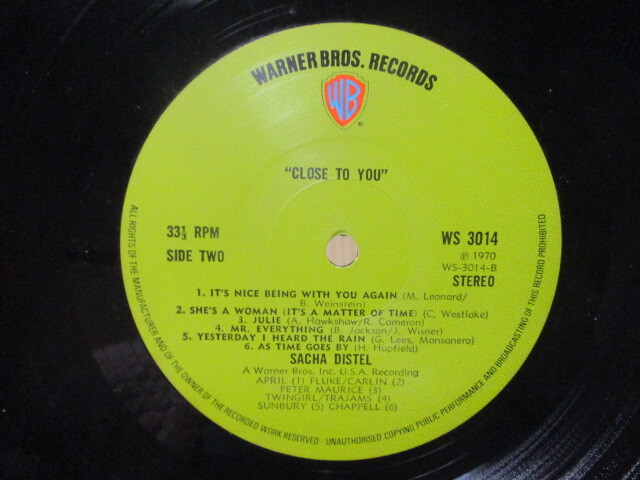 WARNER BROS. RECORDS
WB
"CLOSE TO YOU"
33⅓ RPM
SIDE TWO
WS 3014
℗ 1970
WS-3014-B
STEREO
1. IT'S NICE BEING WITH YOU AGAIN (M. Leonard/
B. Weinstein)
2. SHE'S A WOMAN (IT'S A MATTER OF TIME) (C. Westlake)
3. JULIE (A. Hawkshaw/R. Cameron)
4. MR. EVERYTHING (B. Jackson/J. Wisner)
5. YESTERDAY I HEARD THE RAIN (G. Lees, Mansanero)
6. AS TIME GOES BY (H. Hupfield)
SACHA DISTEL
A Warner Bros. Inc. U.S.A. Recording
APRIL (1) FLUKE/CARLIN (2)
PETER MAURICE (3)
TWINGIRL/TRAJAMS (4)
SUNBURY (5) CHAPPELL (6)
ALL RIGHTS OF THE MANUFACTURER AND OF THE OWNER OF THE RECORDED WORK RESERVED · UNAUTHORISED COPYING PUBLIC PERFORMANCE AND BROADCASTING OF THIS RECORD PROHIBITED